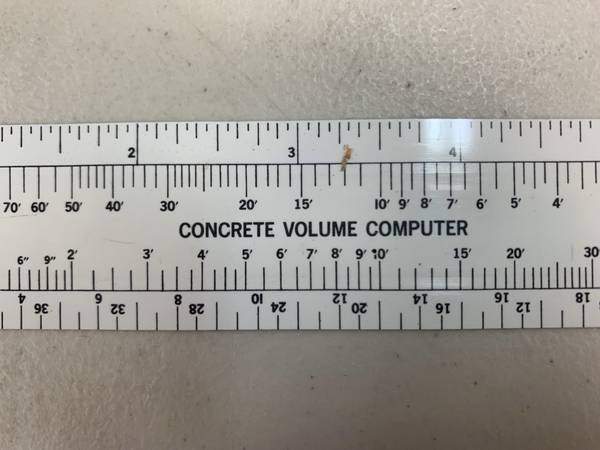 2 3 4
70' 60' 50' 40' 30' 20' 15' 10' 9' 8' 7' 6' 5' 4'
CONCRETE VOLUME COMPUTER
6" 9" 2' 3' 4' 5' 6' 7' 8' 9' 10' 15' 20' 30
4 6 8 10 12 14 16 18
36 32 28 24 20 16 12